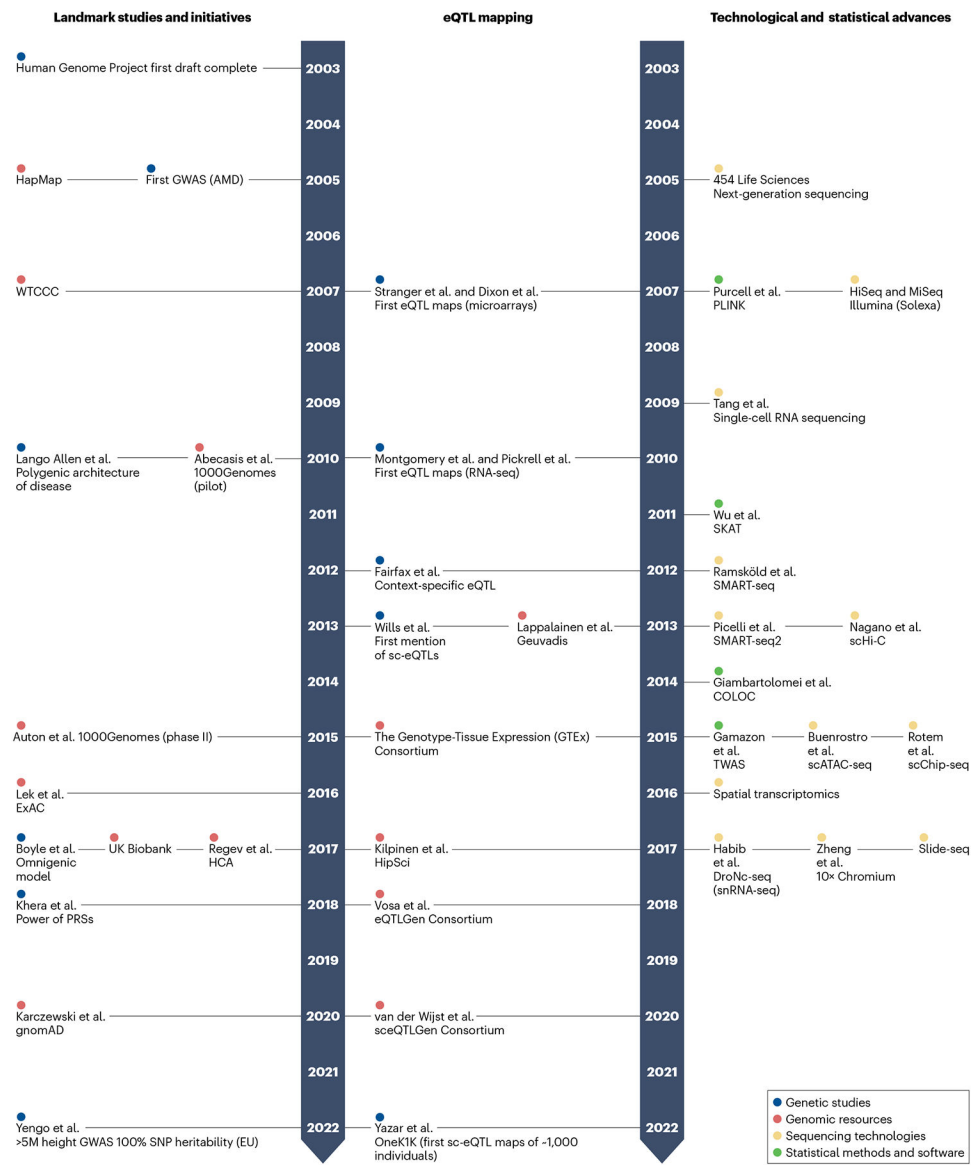 Landmark studies and initiatives
eQTL mapping
Technological and statistical advances
Human Genome Project first draft complete
2003
2003
2004
2004
HapMap
First GWAS (AMD)
2005
2005
454 Life Sciences
Next-generation sequencing
2006
2006
WTCCC
2007
Stranger et al. and Dixon et al.
First eQTL maps (microarrays)
2007
Purcell et al.
PLINK
HiSeq and MiSeq
Illumina (Solexa)
2008
2008
2009
2009
Tang et al.
Single-cell RNA sequencing
Lango Allen et al.
Polygenic architecture
of disease
Abecasis et al.
1000Genomes
(pilot)
2010
Montgomery et al. and Pickrell et al.
First eQTL maps (RNA-seq)
2010
2011
2011
Wu et al.
SKAT
2012
Fairfax et al.
Context-specific eQTL
2012
Ramsköld et al.
SMART-seq
2013
Wills et al.
First mention
of sc-eQTLs
Lappalainen et al.
Geuvadis
2013
Picelli et al.
SMART-seq2
Nagano et al.
scHi-C
2014
2014
Giambartolomei et al.
COLOC
Auton et al. 1000Genomes (phase II)
2015
The Genotype-Tissue Expression (GTEx)
Consortium
2015
Gamazon
et al.
TWAS
Buenrostro
et al.
scATAC-seq
Rotem
et al.
scChip-seq
Lek et al.
ExAC
2016
2016
Spatial transcriptomics
Boyle et al.
Omnigenic
model
UK Biobank
Regev et al.
HCA
2017
Kilpinen et al.
HipSci
2017
Habib
et al.
DroNc-seq
(snRNA-seq)
Zheng
et al.
10× Chromium
Slide-seq
Khera et al.
Power of PRSs
2018
Vosa et al.
eQTLGen Consortium
2018
2019
2019
Karczewski et al.
gnomAD
2020
van der Wijst et al.
sceQTLGen Consortium
2020
2021
2021
Yengo et al.
>5M height GWAS 100% SNP heritability (EU)
2022
Yazar et al.
OneK1K (first sc-eQTL maps of ~1,000
individuals)
2022
Genetic studies
Genomic resources
Sequencing technologies
Statistical methods and software